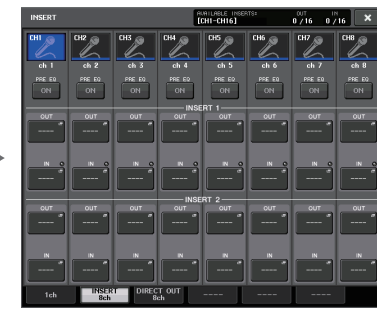 INSERT
AVAILABLE INSERTS: OUT IN
[CH1-CH16] 0 / 16 0 / 16 ×
CH1 CH2 CH3 CH4 CH5 CH6 CH7 CH8
ch 1 ch 2 ch 3 ch 4 ch 5 ch 6 ch 7 ch 8
PRE EQ PRE EQ PRE EQ PRE EQ PRE EQ PRE EQ PRE EQ PRE EQ
ON ON ON ON ON ON ON ON
INSERT 1
OUT OUT OUT OUT OUT OUT OUT OUT
---- ---- ---- ---- ---- ---- ---- ----
IN IN IN IN IN IN IN IN
---- ---- ---- ---- ---- ---- ---- ----
INSERT 2
OUT OUT OUT OUT OUT OUT OUT OUT
---- ---- ---- ---- ---- ---- ---- ----
IN IN IN IN IN IN IN IN
---- ---- ---- ---- ---- ---- ---- ----
1ch INSERT DIRECT OUT ---- ---- ----
8ch 8ch